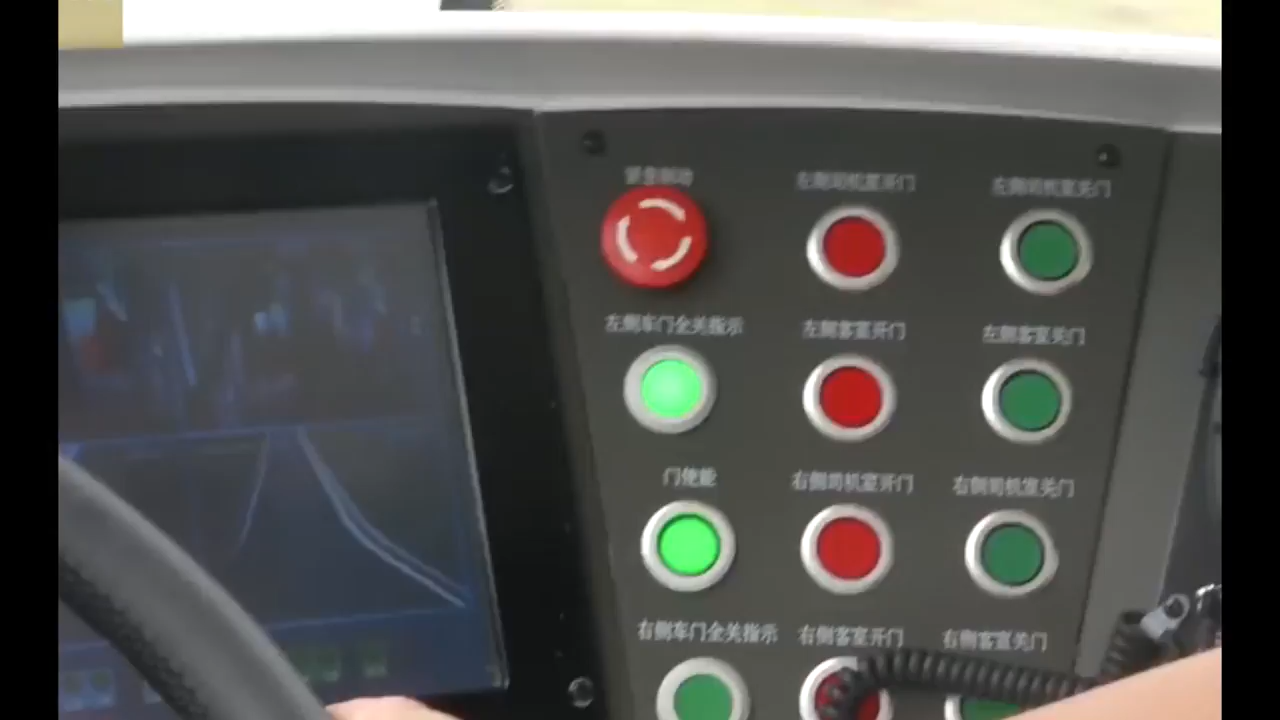 紧急制动
左侧司机室开门
左侧司机室关门
左侧车门全关指示
左侧客室开门
左侧客室关门
门使能
右侧司机室开门
右侧司机室关门
右侧车门全关指示
右侧客室开门
右侧客室关门